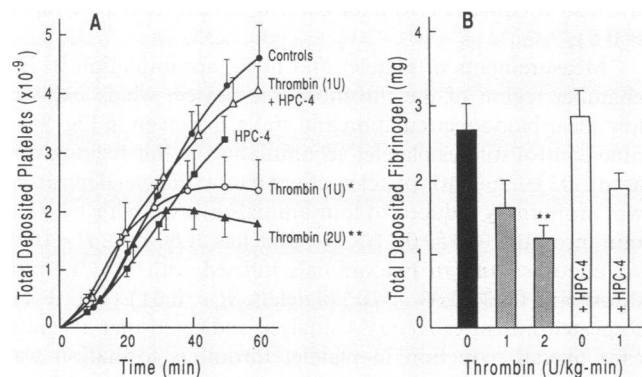 A
Total Deposited Platelets (x10⁻⁹)
5
4
3
2
1
0
0
20
40
60
Time (min)
Controls
Thrombin (1U)
+ HPC-4
HPC-4
Thrombin (1U)*
Thrombin (2U)**
B
Total Deposited Fibrinogen (mg)
4
3
2
1
0
**
+ HPC-4
+ HPC-4
0
1
2
0
1
Thrombin (U/kg-min)